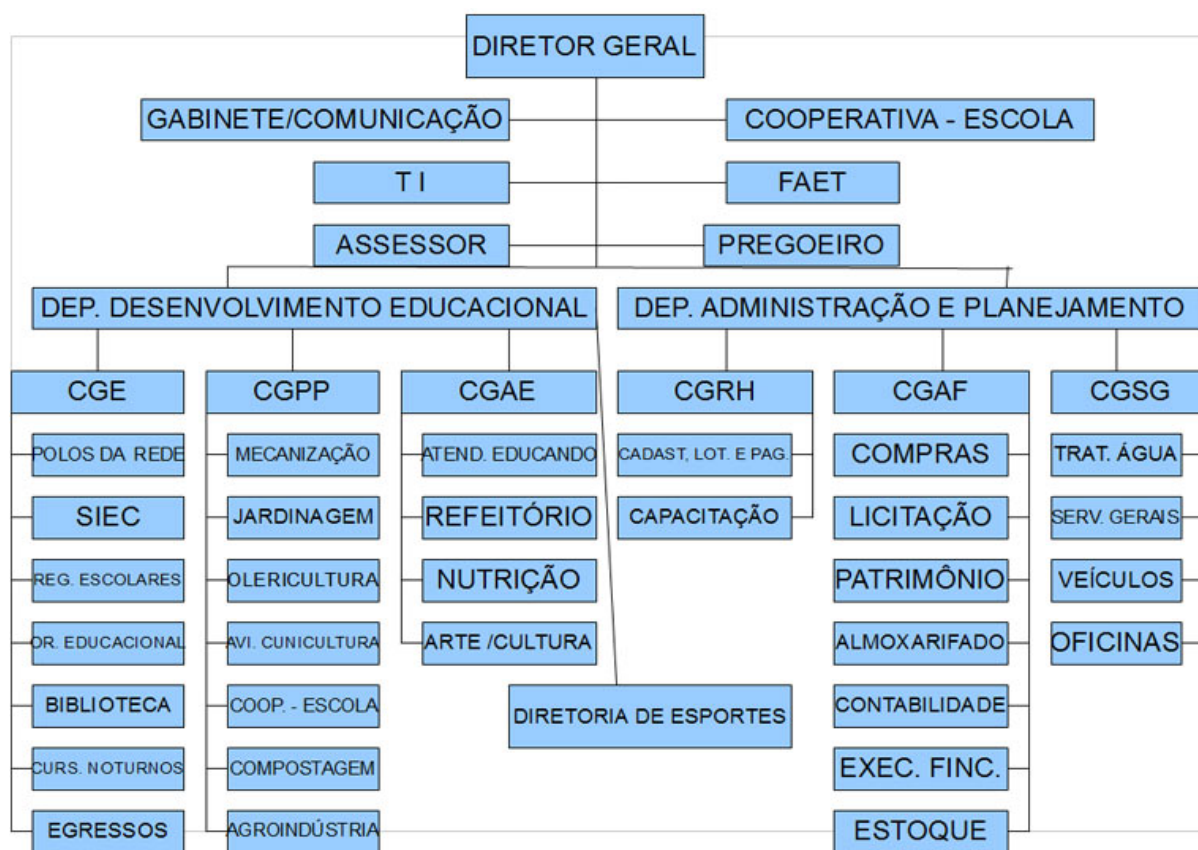 DIRETOR GERAL
GABINETE/COMUNICAÇÃO
COOPERATIVA - ESCOLA
T I
FAET
ASSESSOR
PREGOEIRO
DEP. DESENVOLVIMENTO EDUCACIONAL
DEP. ADMINISTRAÇÃO E PLANEJAMENTO
CGE
CGPP
CGAE
CGRH
CGAF
CGSG
POLOS DA REDE
MECANIZAÇÃO
ATEND. EDUCANDO
CADAST, LOT. E PAG.
COMPRAS
TRAT. ÁGUA
SIEC
JARDINAGEM
REFEITÓRIO
CAPACITAÇÃO
LICITAÇÃO
SERV. GERAIS
REG. ESCOLARES
OLERICULTURA
NUTRIÇÃO
PATRIMÔNIO
VEÍCULOS
OR. EDUCACIONAL
AVI. CUNICULTURA
ARTE /CULTURA
ALMOXARIFADO
OFICINAS
BIBLIOTECA
COOP. - ESCOLA
DIRETORIA DE ESPORTES
CONTABILIDADE
CURS. NOTURNOS
COMPOSTAGEM
EXEC. FINC.
EGRESSOS
AGROINDÚSTRIA
ESTOQUE